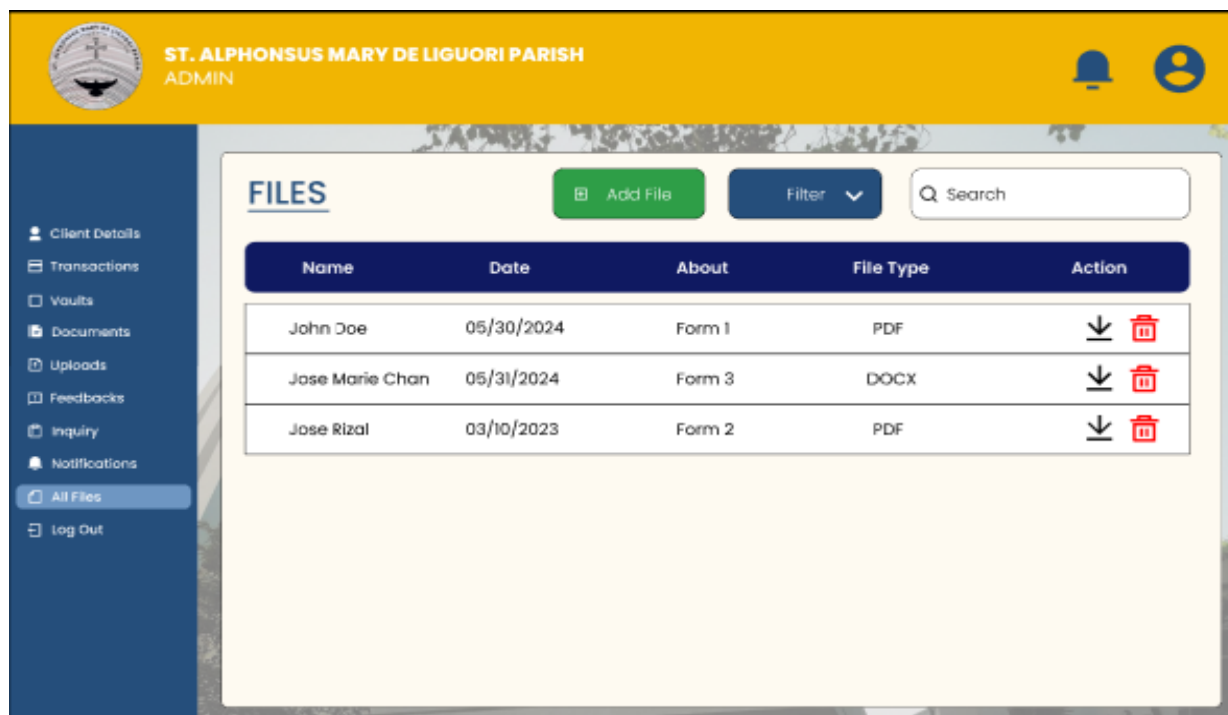 ST. ALPHONSUS MARY DE LIGUORI PARISH
ADMIN
Client Details
Transactions
Vaults
Documents
Uploads
Feedbacks
Inquiry
Notifications
All Files
Log Out
FILES
Add File
Filter
Search
Name Date About File Type Action
John Doe 05/30/2024 Form 1 PDF
Jose Marie Chan 05/31/2024 Form 3 DOCX
Jose Rizal 03/10/2023 Form 2 PDF